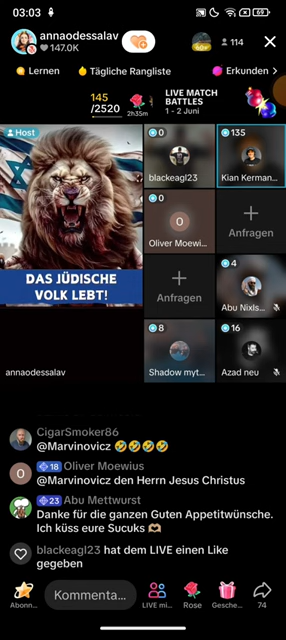 03:03
69
annaodessalav
147.0K
114
Lernen
Tägliche Rangliste
Erkunden >
145
/2520
2h35m
LIVE MATCH
BATTLES
1 - 2 Juni
Host
DAS JÜDISCHE
VOLK LEBT!
annaodessalav
0
blackeagl23
135
Kian Kerman...
0
O
Oliver Moewi...
+
Anfragen
+
Anfragen
4
Abu Nixls...
8
Shadow myt...
16
Azad neu
CigarSmoker86
@Marvinovicz 🤣🤣🤣🤣
O
18 Oliver Moewius
@Marvinovicz den Herrn Jesus Christus
23 Abu Mettwurst
Danke für die ganzen Guten Appetitwünsche.
Ich küss eure Sucuks 🫶🏽
blackeagl23 hat dem LIVE einen Like
gegeben
Abonn...
Kommenta...
LIVE mi...
Rose
Gesche...
74